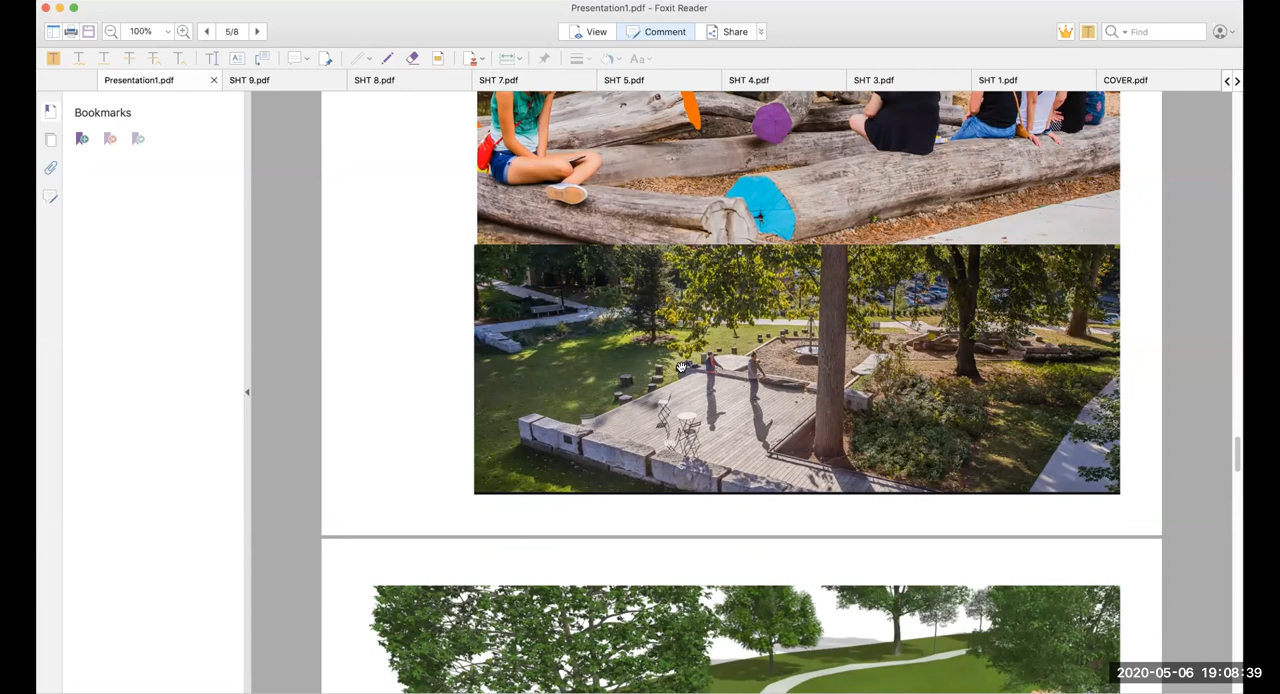 Presentation1.pdf - Foxit Reader
100%
5/8
View
Comment
Share
Find
Presentation1.pdf
SHT 9.pdf
SHT 8.pdf
SHT 7.pdf
SHT 5.pdf
SHT 4.pdf
SHT 3.pdf
SHT 1.pdf
COVER.pdf
Bookmarks
2020-05-06 19:08:39